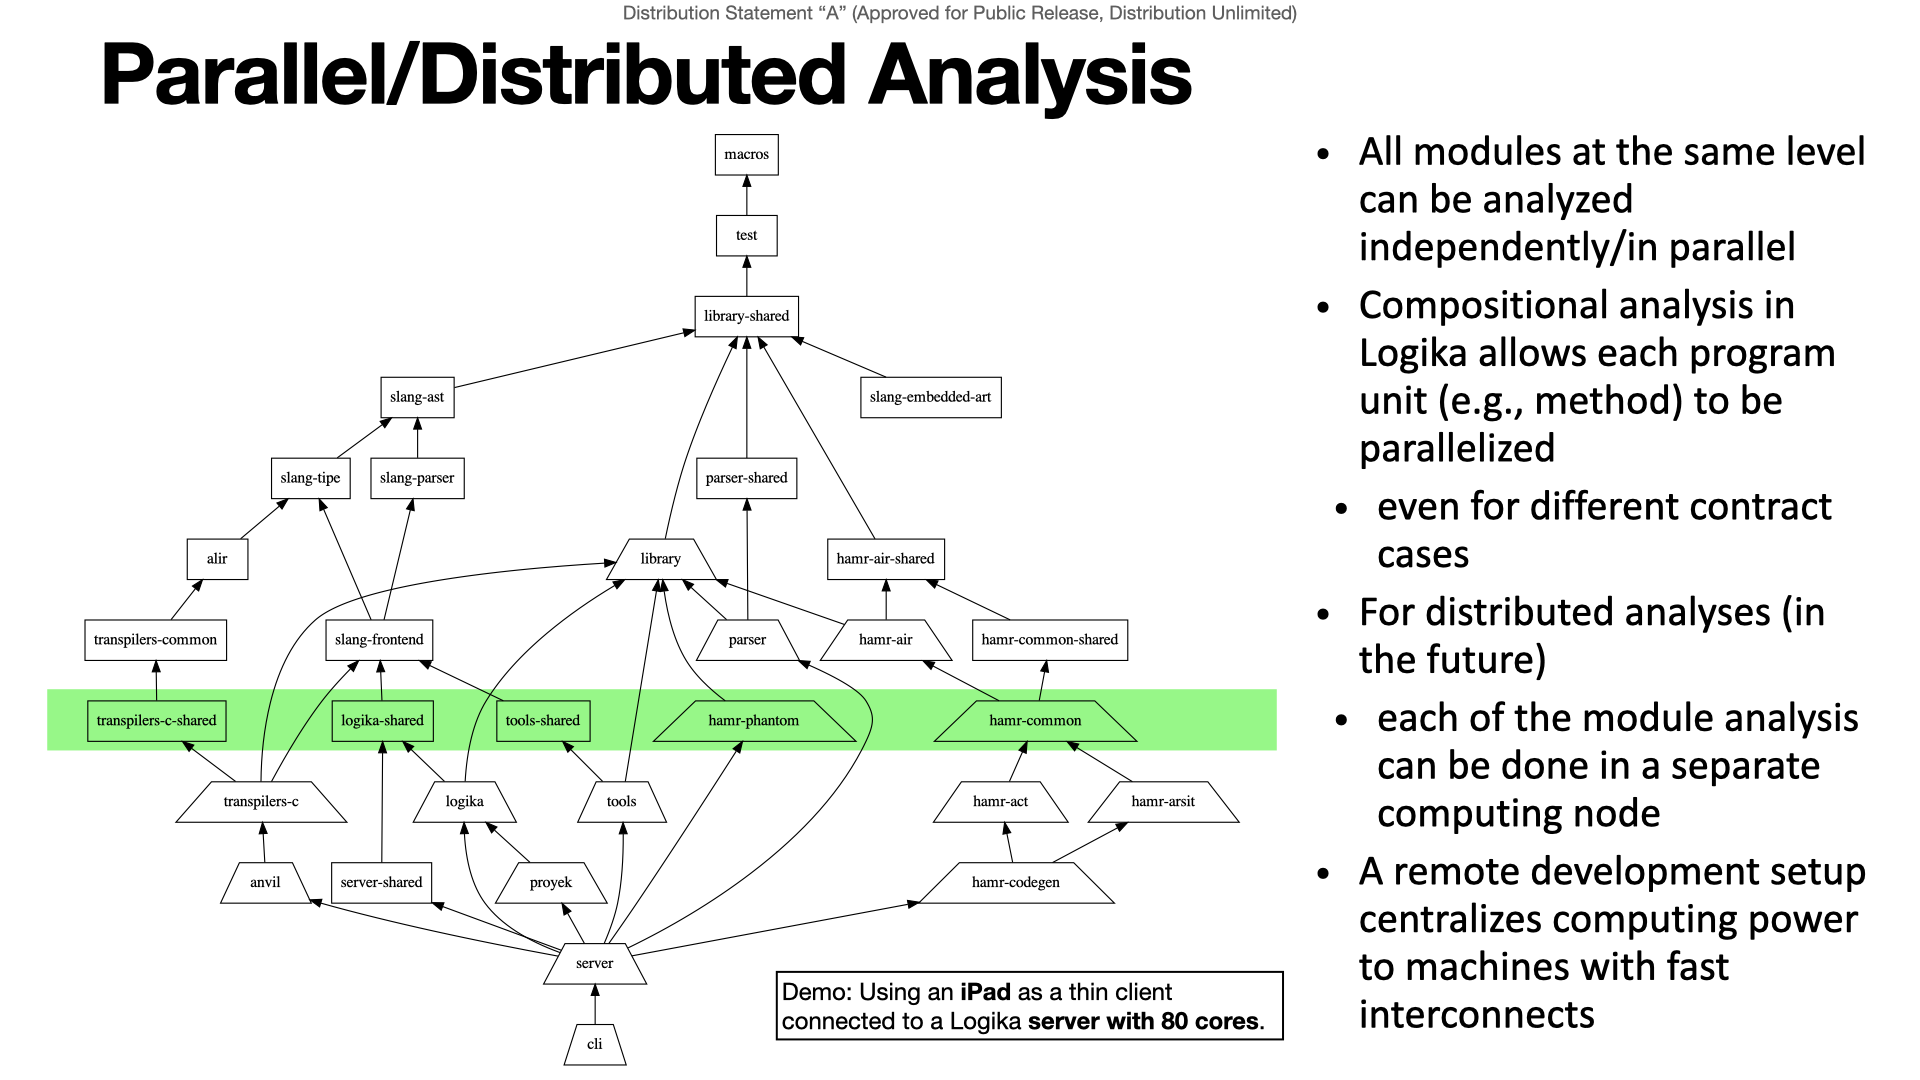 Distribution Statement “A” (Approved for Public Release, Distribution Unlimited)
Parallel/Distributed Analysis
macros
test
library-shared
slang-ast
slang-embedded-art
slang-tipe
slang-parser
parser-shared
alir
library
hamr-air-shared
transpilers-common
slang-frontend
parser
hamr-air
hamr-common-shared
transpilers-c-shared
logika-shared
tools-shared
hamr-phantom
hamr-common
transpilers-c
logika
tools
hamr-act
hamr-arsit
anvil
server-shared
proyek
hamr-codegen
server
cli
Demo: Using an iPad as a thin client
connected to a Logika server with 80 cores.
• All modules at the same level
can be analyzed
independently/in parallel
• Compositional analysis in
Logika allows each program
unit (e.g., method) to be
parallelized
• even for different contract
cases
• For distributed analyses (in
the future)
• each of the module analysis
can be done in a separate
computing node
• A remote development setup
centralizes computing power
to machines with fast
interconnects